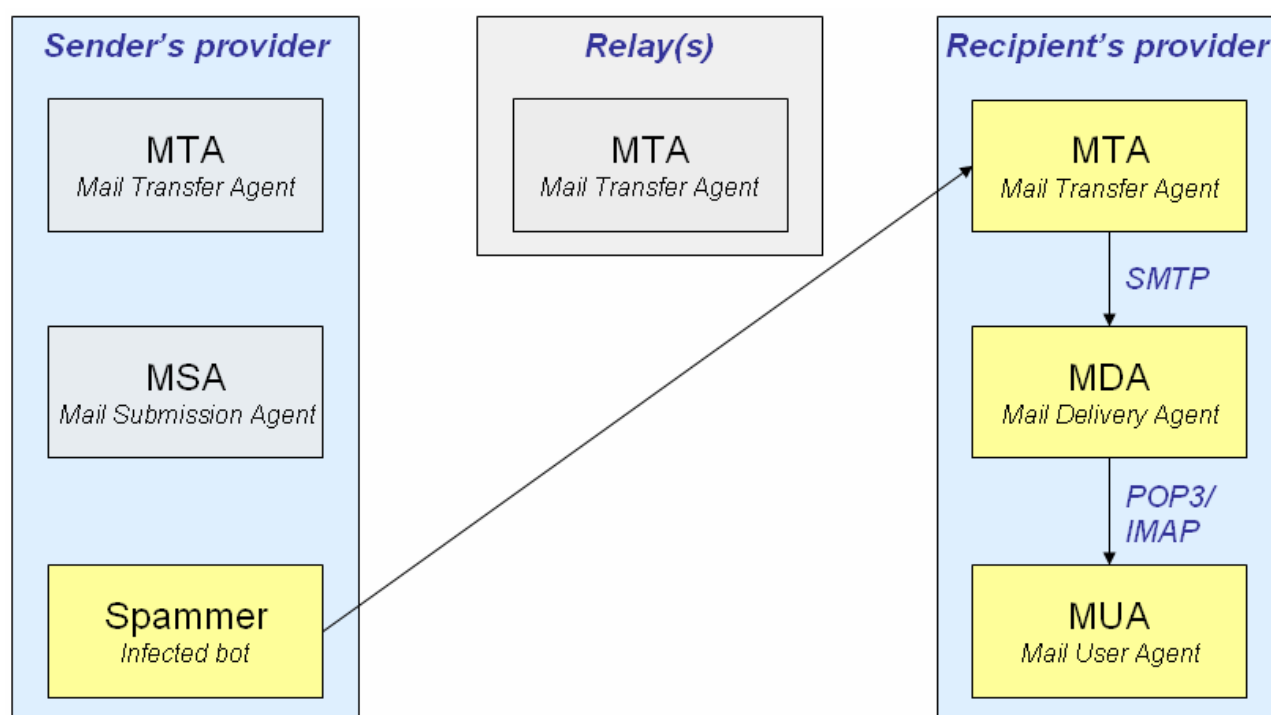 Sender's provider
MTA
Mail Transfer Agent
MSA
Mail Submission Agent
Spammer
Infected bot
Relay(s)
MTA
Mail Transfer Agent
Recipient's provider
MTA
Mail Transfer Agent
SMTP
MDA
Mail Delivery Agent
POP3/
IMAP
MUA
Mail User Agent